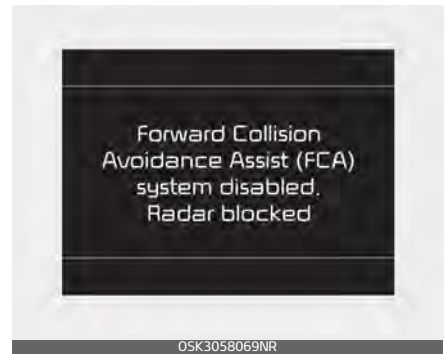 Forward Collision
Avoidance Assist (FCA)
system disabled.
Radar blocked
OSK3058069NR